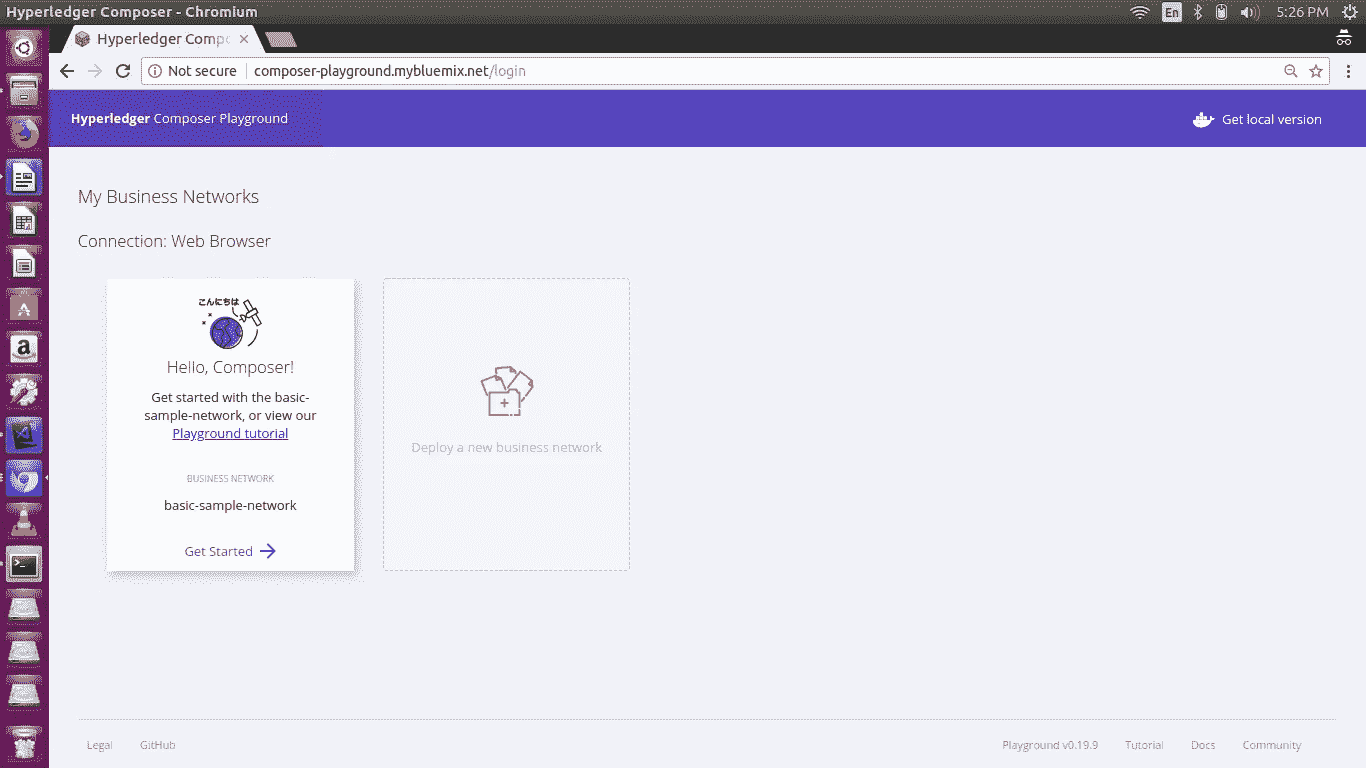 Hyperledger Composer - Chromium
En
5:26 PM
Hyperledger Comp
Not secure
composer-playground.mybluemix.net/login
Hyperledger Composer Playground
Get local version
My Business Networks
Connection: Web Browser
こんにちは
Hello, Composer!
Get started with the basic-
sample-network, or view our
Playground tutorial
BUSINESS NETWORK
basic-sample-network
Get Started
Deploy a new business network
Legal
GitHub
Playground v0.19.9
Tutorial
Docs
Community